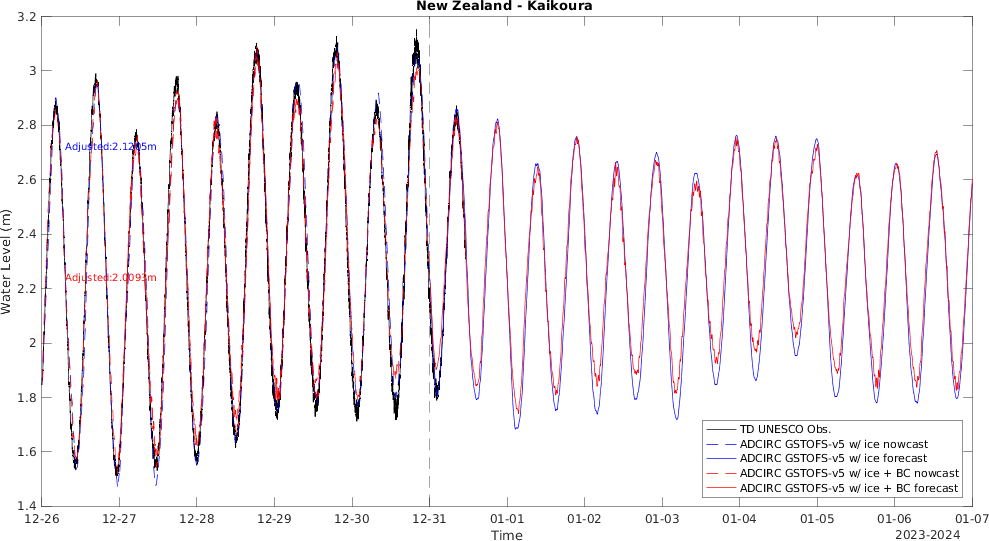 New Zealand - Kaikoura
3.2
3
2.8
2.6
2.4
2.2
2
1.8
1.6
1.4
Water Level (m)
Adjusted:2.1205m
Adjusted:2.0093m
TD UNESCO Obs.
ADCIRC GSTOFS-v5 w/ ice nowcast
ADCIRC GSTOFS-v5 w/ ice forecast
ADCIRC GSTOFS-v5 w/ ice + BC nowcast
ADCIRC GSTOFS-v5 w/ ice + BC forecast
12-26 12-27 12-28 12-29 12-30 12-31 01-01 01-02 01-03 01-04 01-05 01-06 01-07
Time
2023-2024